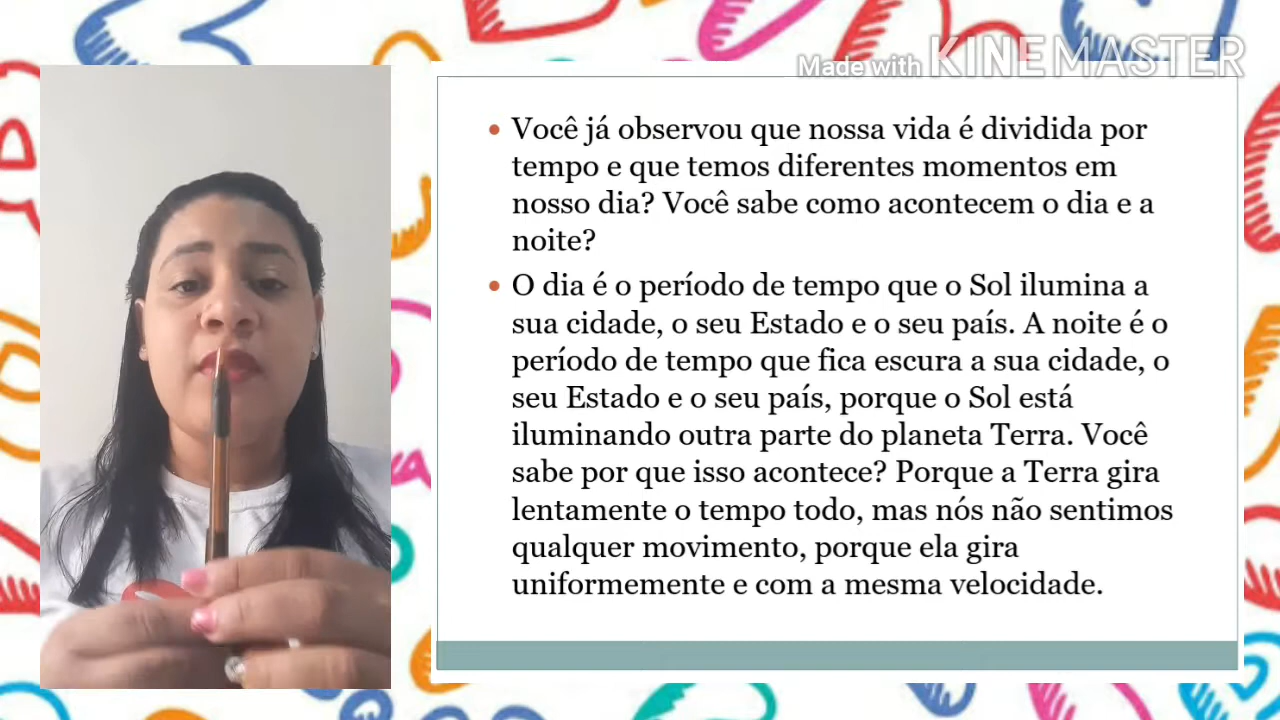 Made with KINEMASTER
Você já observou que nossa vida é dividida por
tempo e que temos diferentes momentos em
nosso dia? Você sabe como acontecem o dia e a
noite?
O dia é o período de tempo que o Sol ilumina a
sua cidade, o seu Estado e o seu país. A noite é o
período de tempo que fica escura a sua cidade, o
seu Estado e o seu país, porque o Sol está
iluminando outra parte do planeta Terra. Você
sabe por que isso acontece? Porque a Terra gira
lentamente o tempo todo, mas nós não sentimos
qualquer movimento, porque ela gira
uniformemente e com a mesma velocidade.